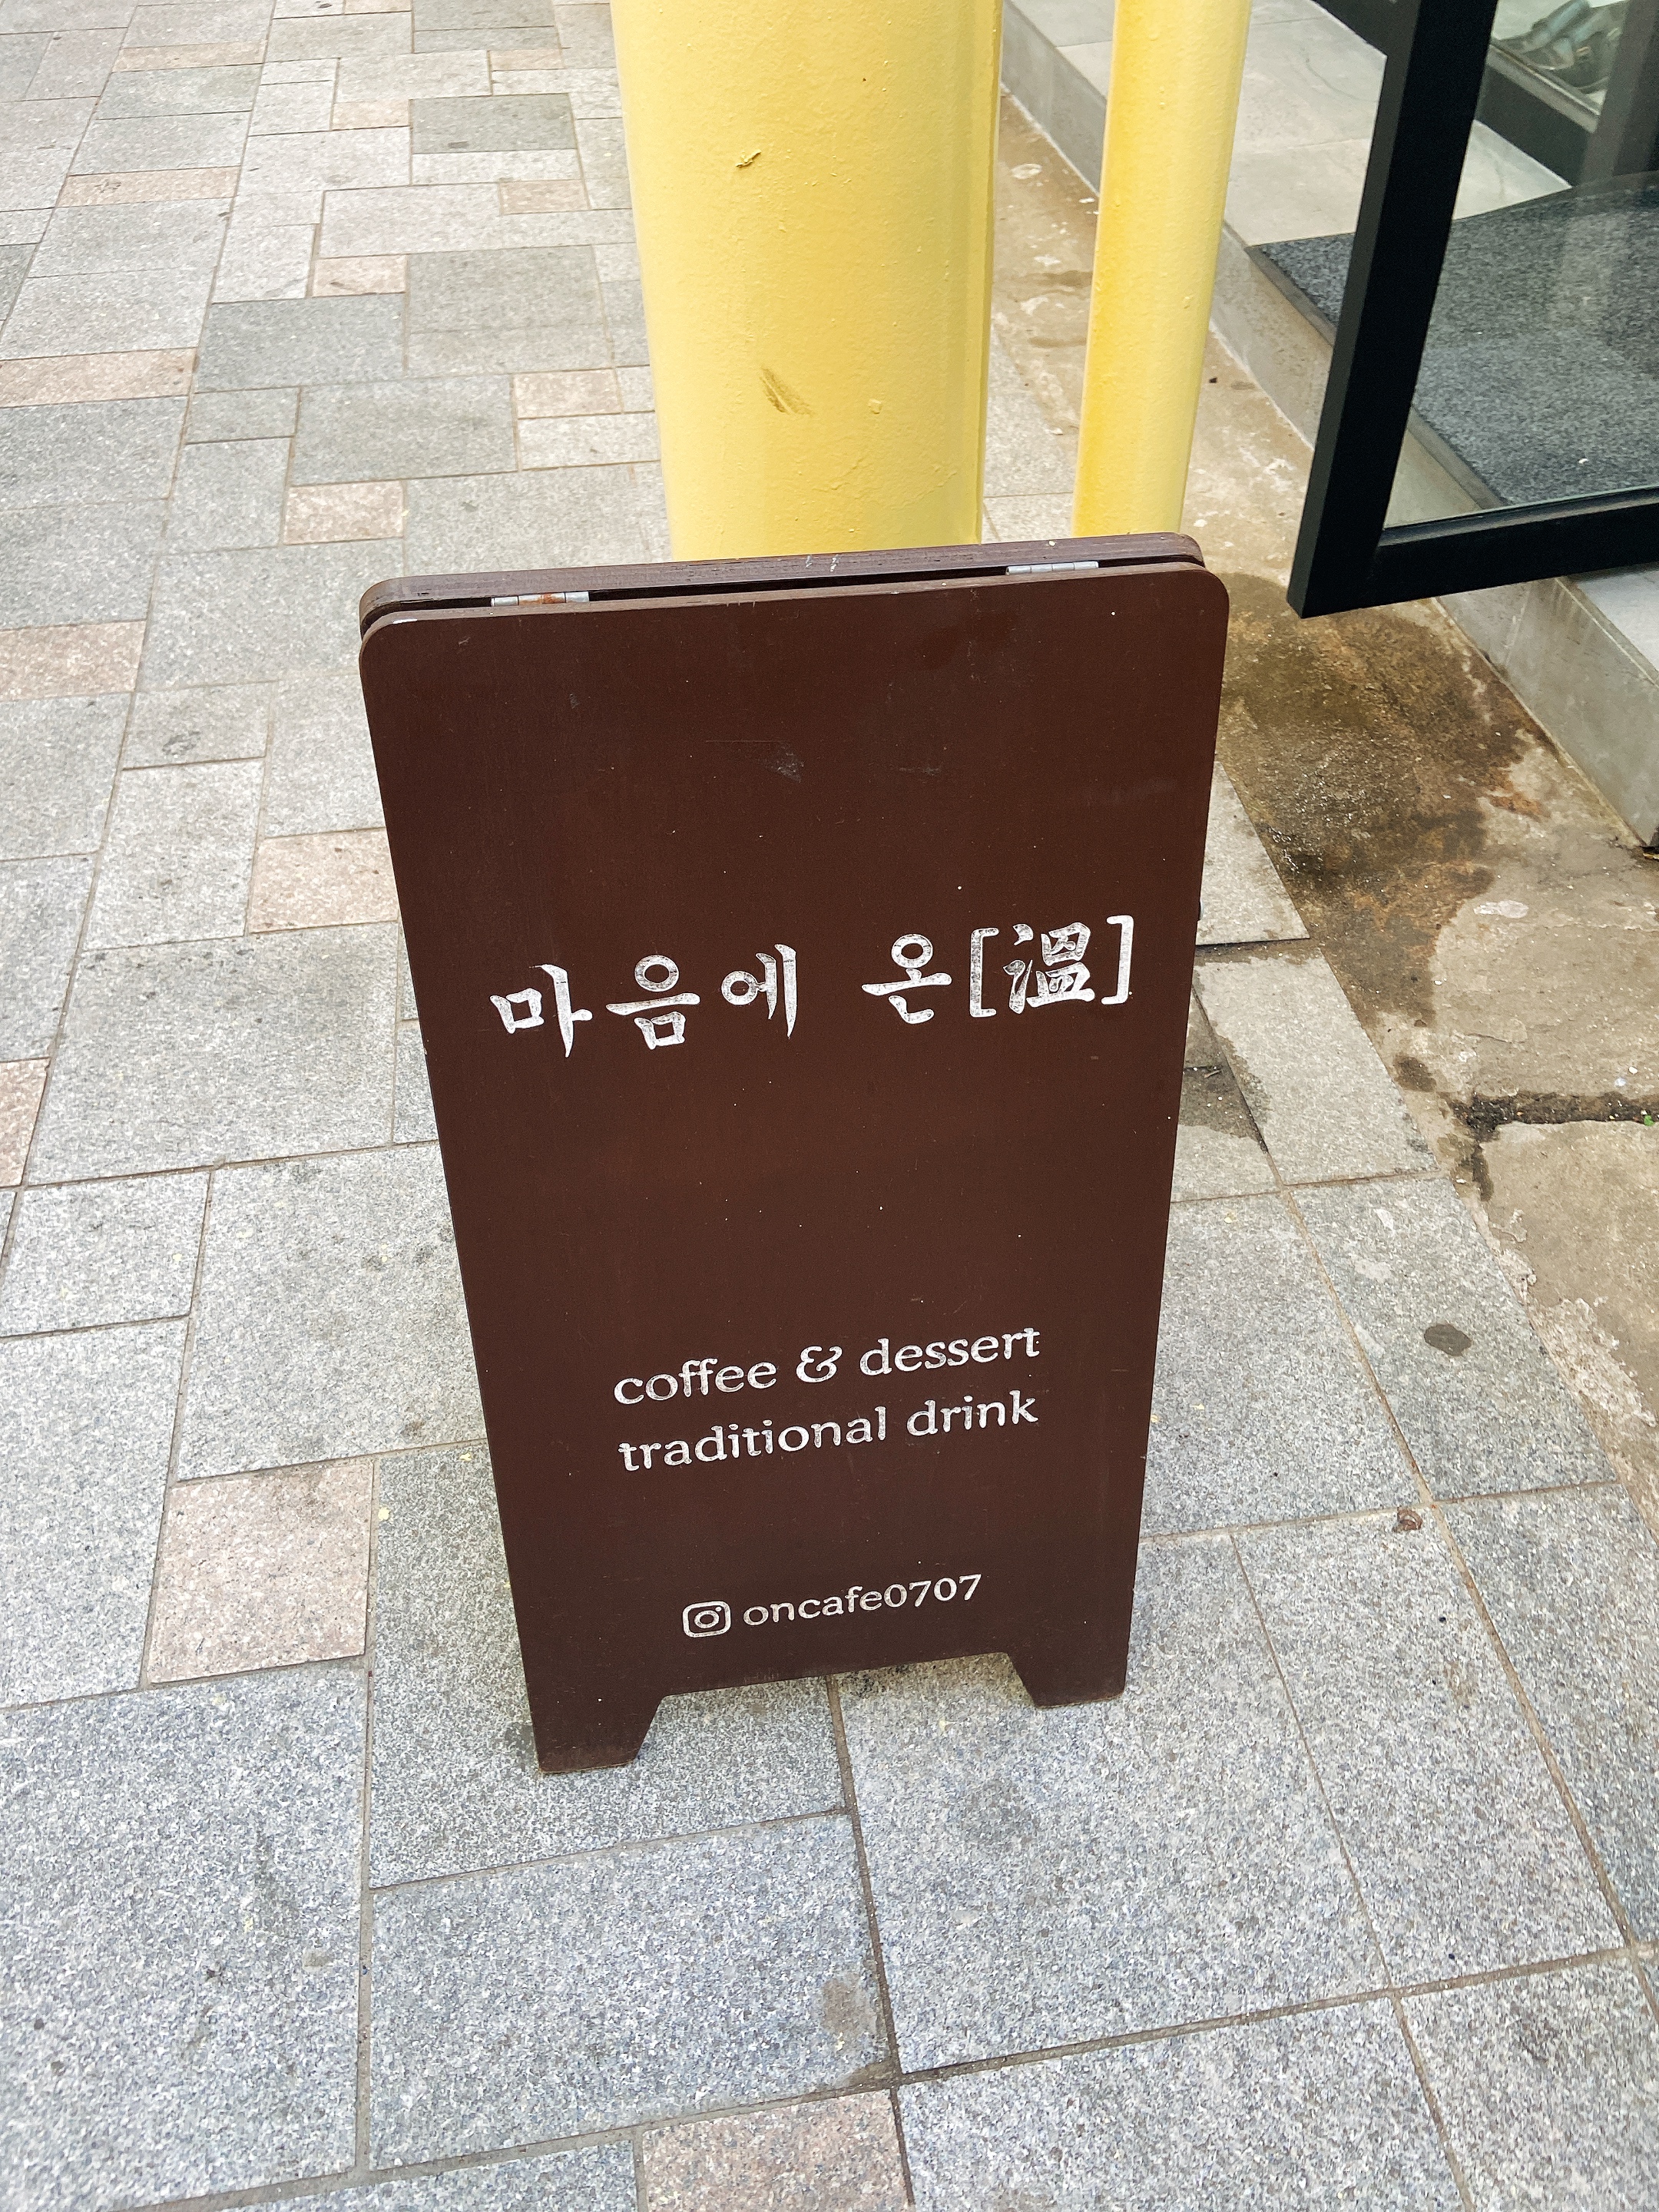 마음에 온[溫]
coffee & dessert
traditional drink
oncafe0707